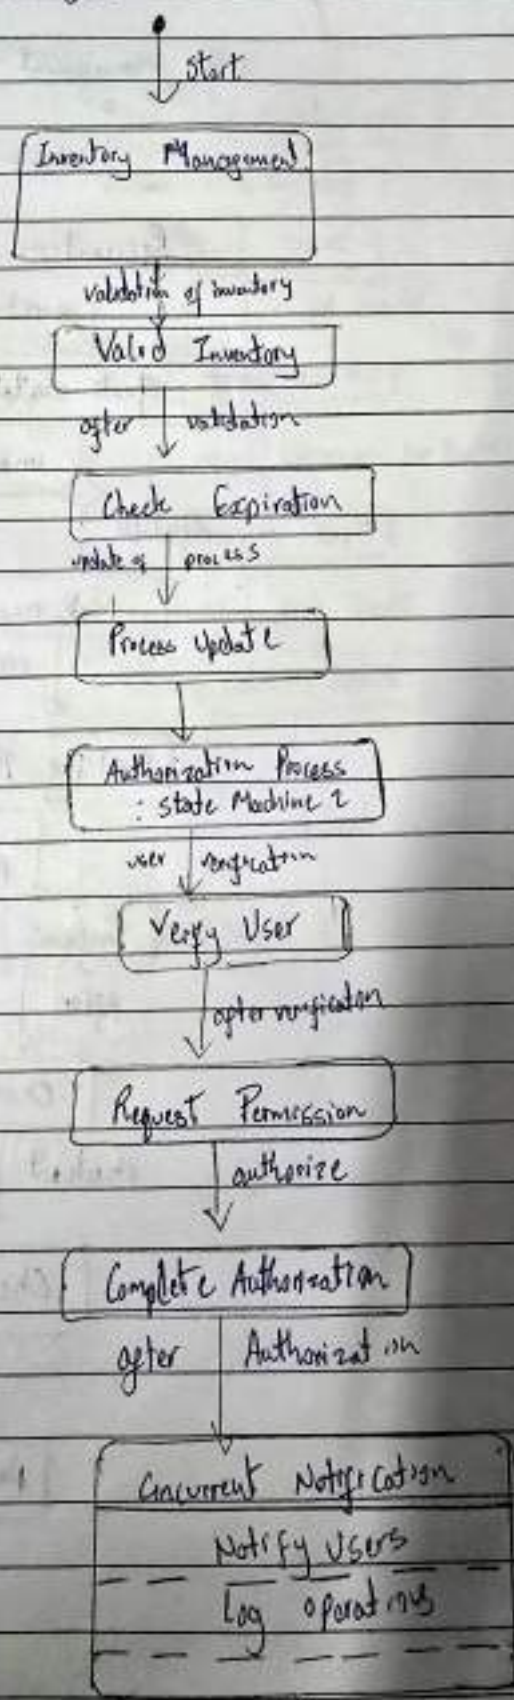 Start
Inventory Management
validation of inventory
Valid Inventory
after validation
Check Expiration
update of process
Process Update
Authorization Process
: State Machine 2
user verification
Verify User
after verification
Request Permission
authorize
Complete Authorization
after Authorization
Concurrent Notification
Notify Users
Log operations